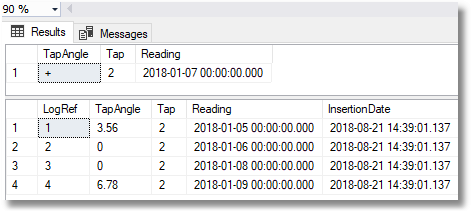 90 %
Results Messages
TapAngle Tap Reading
1 + 2 2018-01-07 00:00:00.000
LogRef TapAngle Tap Reading InsertionDate
1 1 3.56 2 2018-01-05 00:00:00.000 2018-08-21 14:39:01.137
2 2 0 2 2018-01-06 00:00:00.000 2018-08-21 14:39:01.137
3 3 0 2 2018-01-08 00:00:00.000 2018-08-21 14:39:01.137
4 4 6.78 2 2018-01-09 00:00:00.000 2018-08-21 14:39:01.137